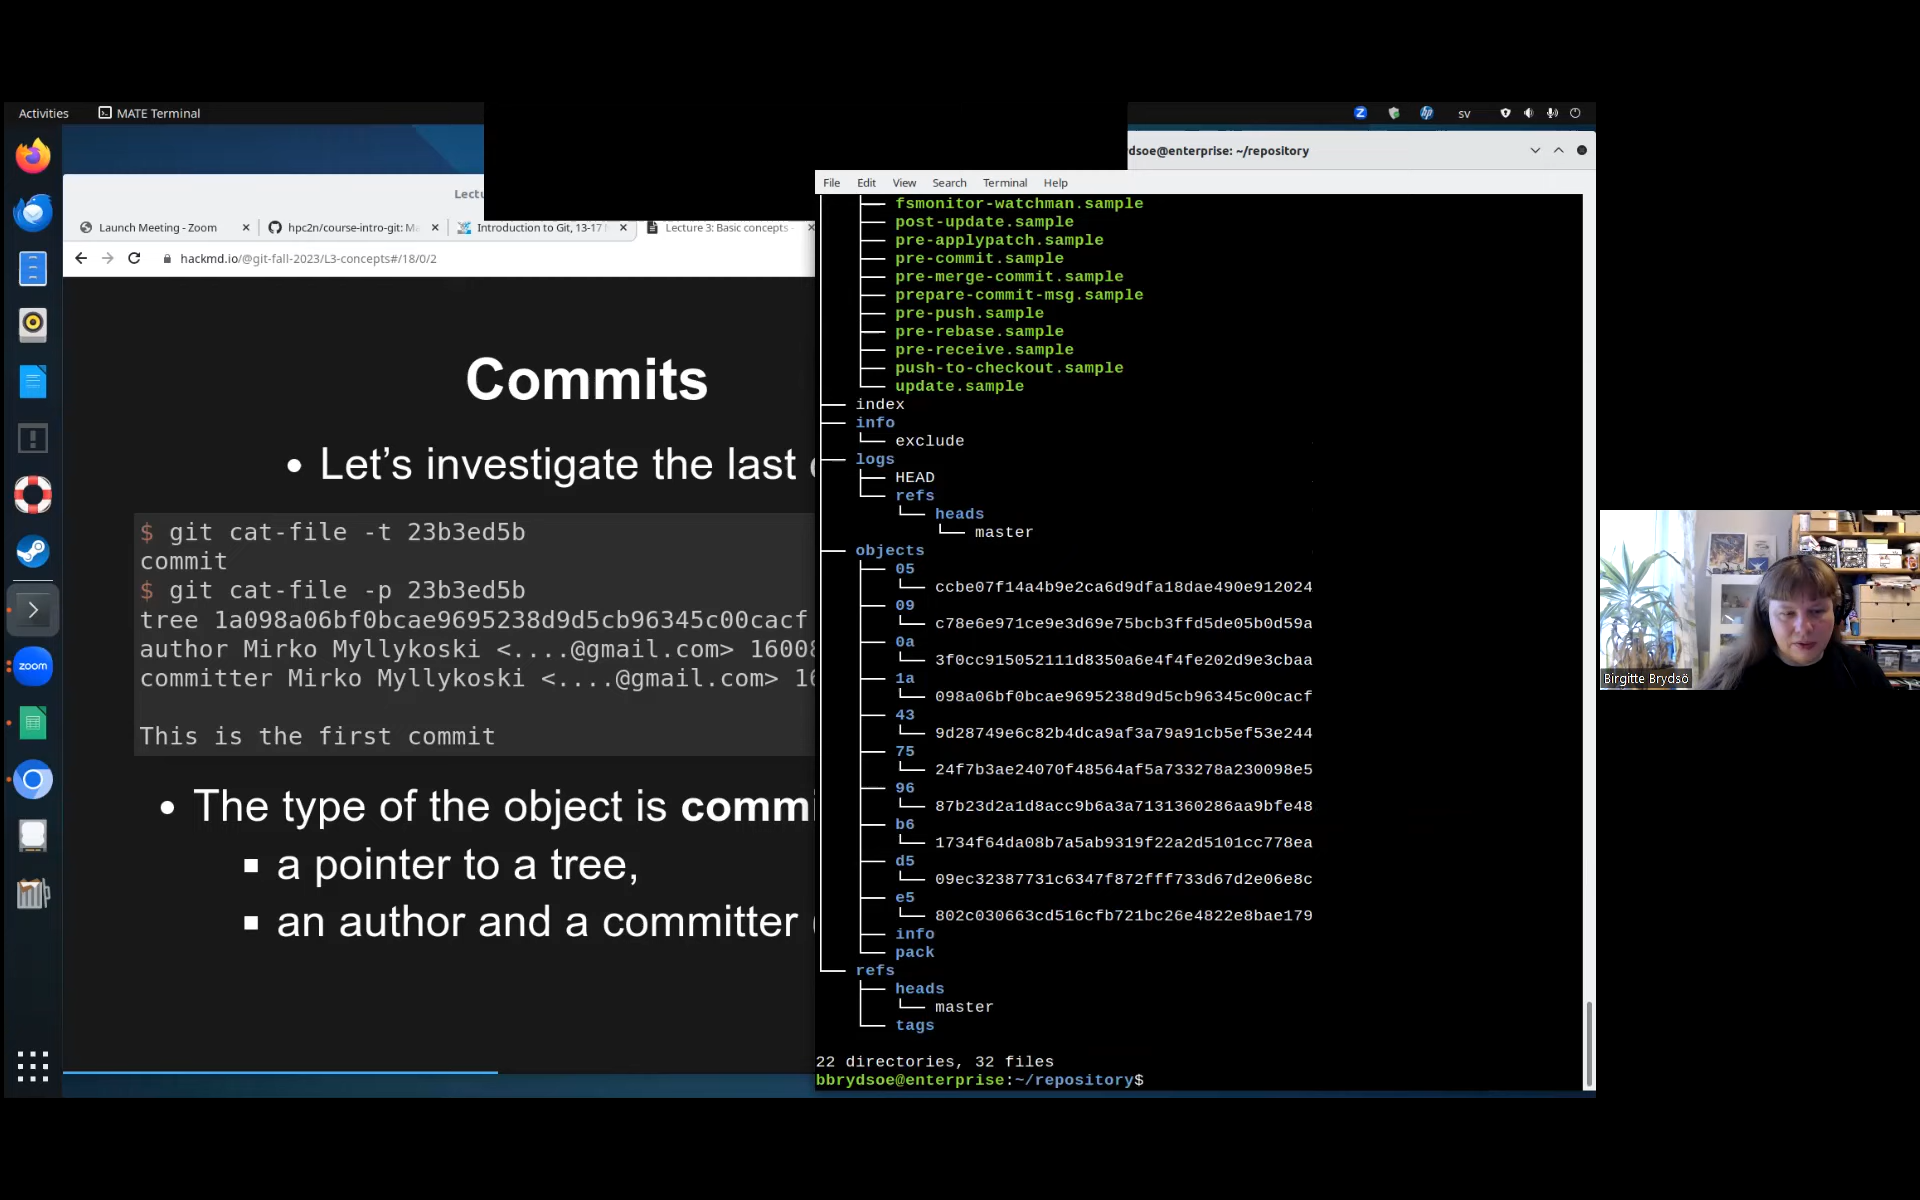 Activities
MATE Terminal
sv
Lectu
dsoe@enterprise: ~/repository
Launch Meeting - Zoom
hpc2n/course-intro-git: M
Introduction to Git, 13-17
Lecture 3: Basic concepts -
hackmd.io/@git-fall-2023/L3-concepts#/18/0/2
Commits
• Let's investigate the last
$ git cat-file -t 23b3ed5b
commit
$ git cat-file -p 23b3ed5b
tree 1a098a06bf0bcae9695238d9d5cb96345c00cacf
author Mirko Myllykoski <....@gmail.com> 16008
committer Mirko Myllykoski <....@gmail.com> 16
This is the first commit
• The type of the object is commi
▪ a pointer to a tree,
▪ an author and a committer
zoom
File Edit View Search Terminal Help
├── fsmonitor-watchman.sample
├── post-update.sample
├── pre-applypatch.sample
├── pre-commit.sample
├── pre-merge-commit.sample
├── prepare-commit-msg.sample
├── pre-push.sample
├── pre-rebase.sample
├── pre-receive.sample
├── push-to-checkout.sample
└── update.sample
├── index
├── info
└── exclude
├── logs
├── HEAD
└── refs
└── heads
└── master
├── objects
├── 05
└── ccbe07f14a4b9e2ca6d9dfa18dae490e912024
├── 09
└── c78e6e971ce9e3d69e75bcb3ffd5de05b0d59a
├── 0a
└── 3f0cc915052111d8350a6e4f4fe202d9e3cbaa
├── 1a
└── 098a06bf0bcae9695238d9d5cb96345c00cacf
├── 43
└── 9d28749e6c82b4dca9af3a79a91cb5ef53e244
├── 75
└── 24f7b3ae24070f48564af5a733278a230098e5
├── 96
└── 87b23d2a1d8acc9b6a3a7131360286aa9bfe48
├── b6
└── 1734f64da08b7a5ab9319f22a2d5101cc778ea
├── d5
└── 09ec32387731c6347f872fff733d67d2e06e8c
├── e5
└── 802c030663cd516cfb721bc26e4822e8bae179
├── info
└── pack
└── refs
├── heads
└── master
└── tags
22 directories, 32 files
bbrydsoe@enterprise:~/repository$
Birgitte Brydsö